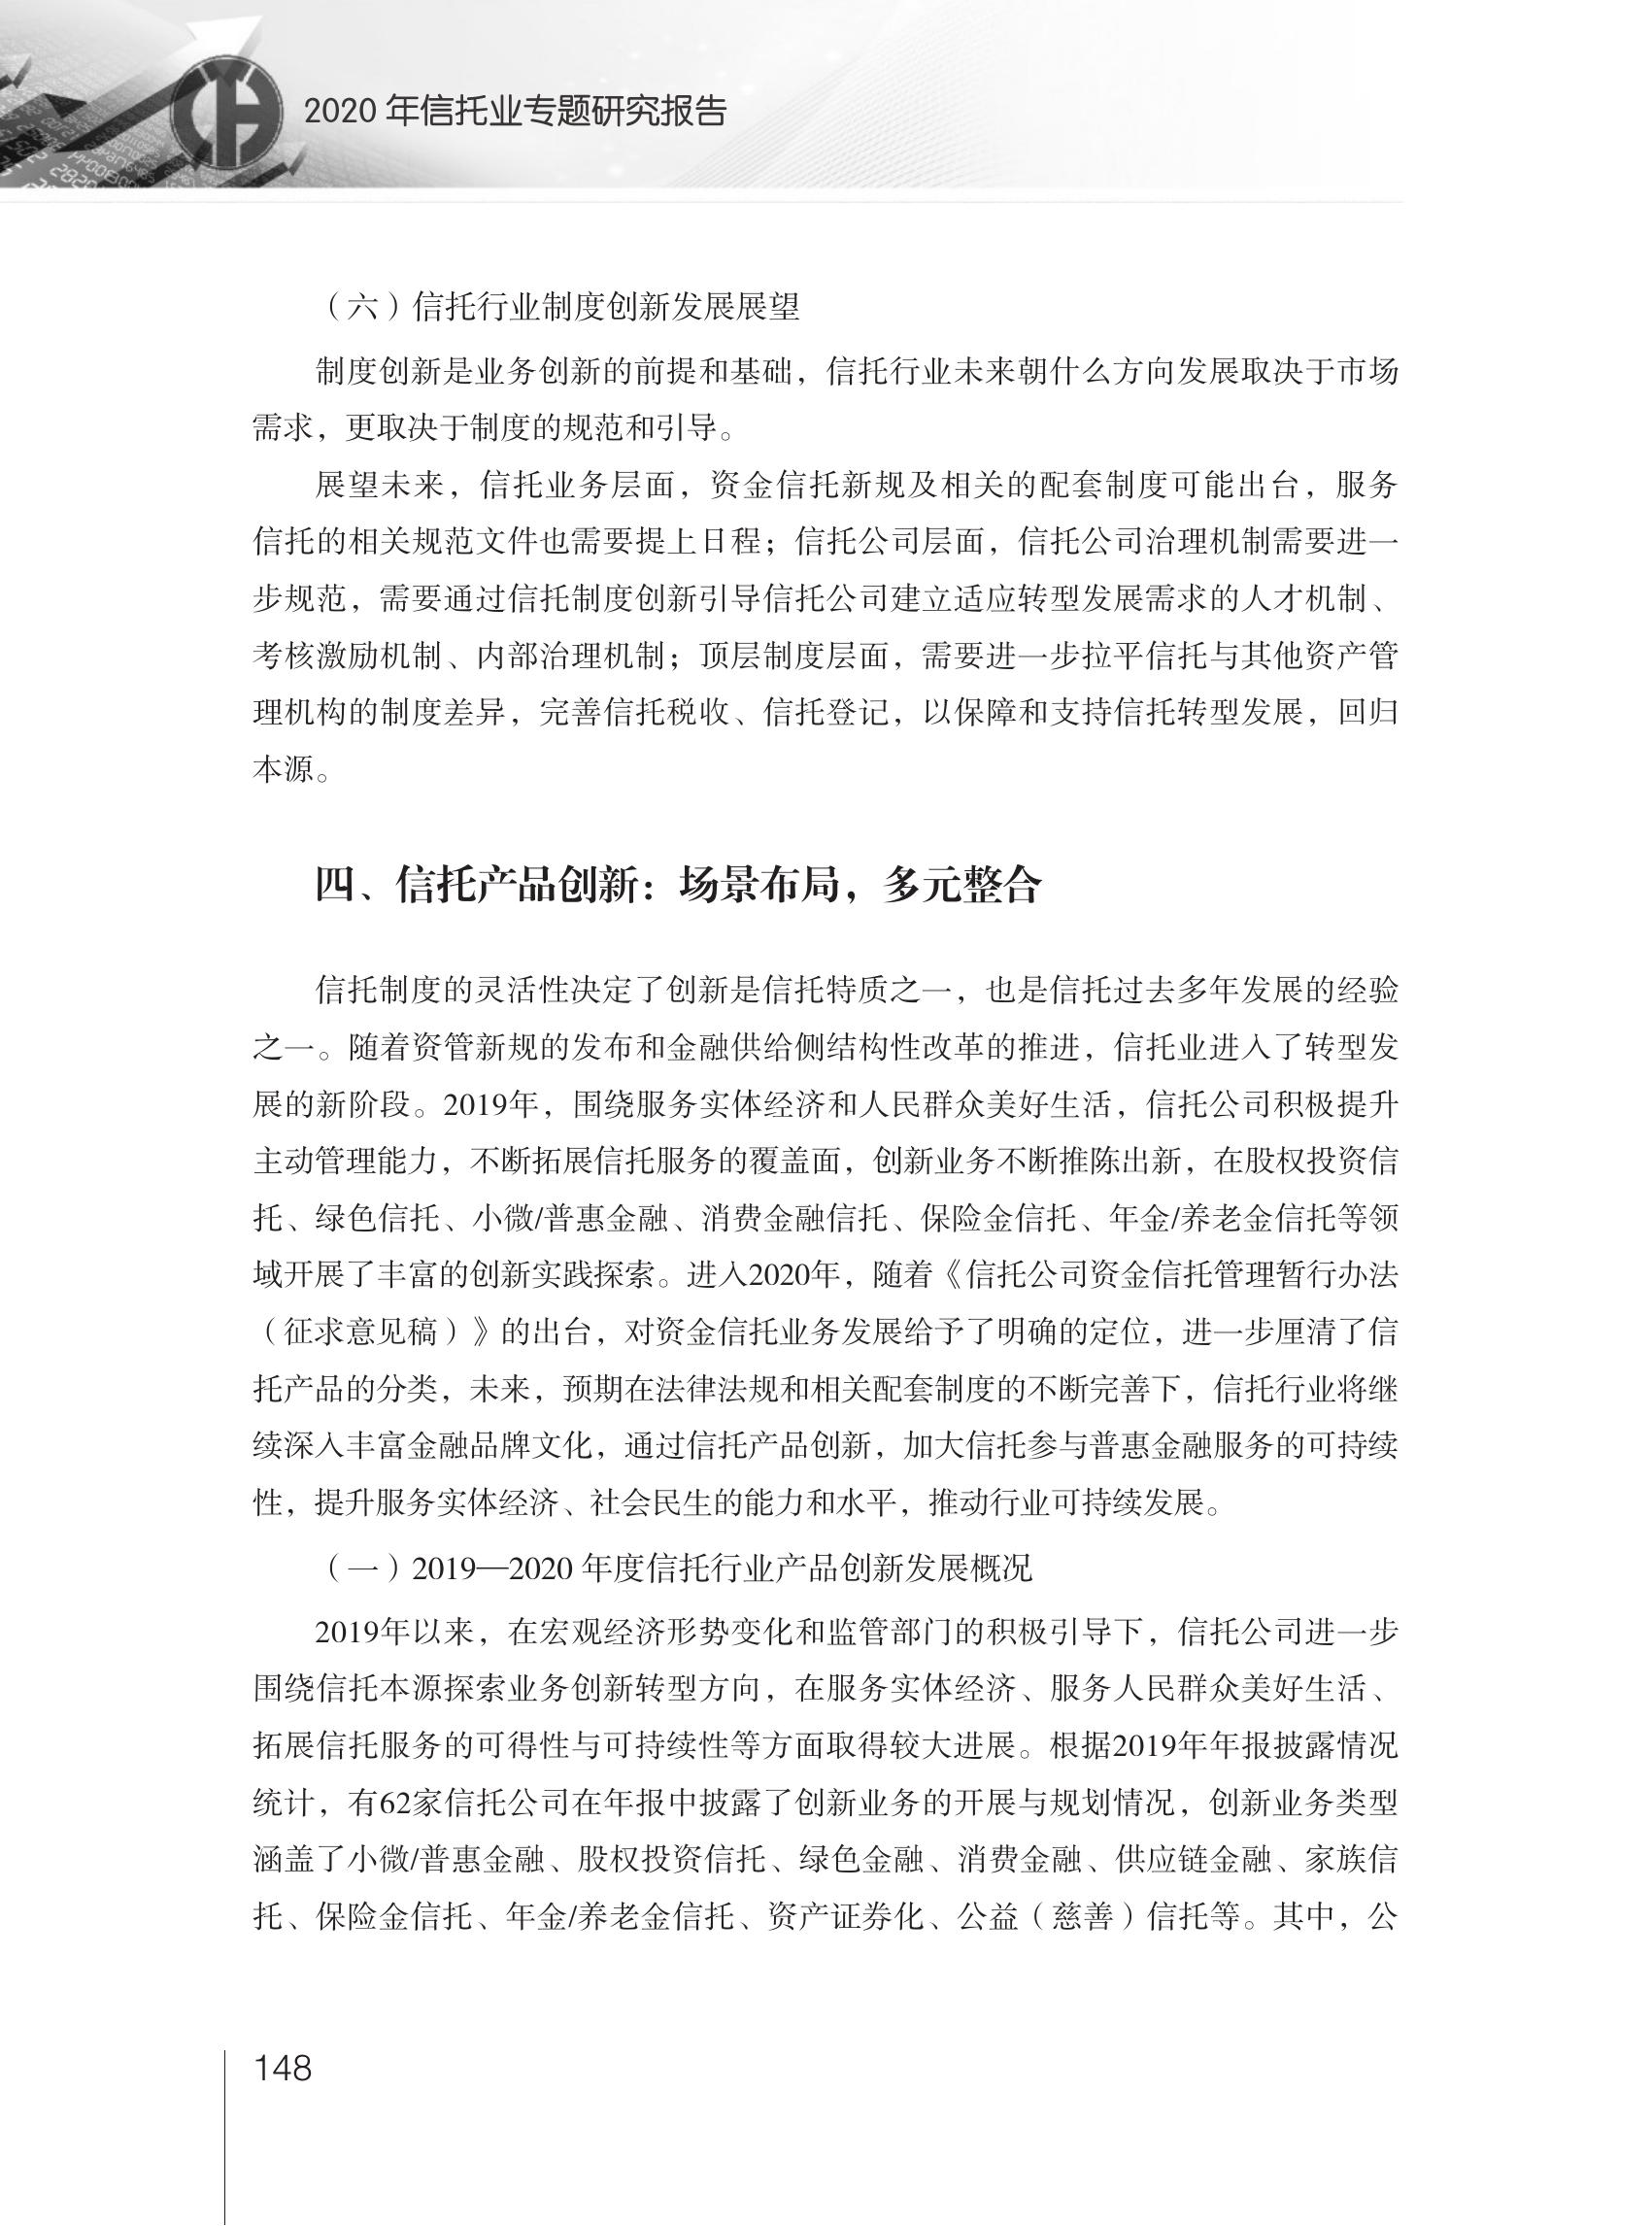 2020 年信托业专题研究报告
（六）信托行业制度创新发展展望
制度创新是业务创新的前提和基础，信托行业未来朝什么方向发展取决于市场
需求，更取决于制度的规范和引导。
展望未来，信托业务层面，资金信托新规及相关的配套制度可能出台，服务
信托的相关规范文件也需要提上日程；信托公司层面，信托公司治理机制需要进一
步规范，需要通过信托制度创新引导信托公司建立适应转型发展需求的人才机制、
考核激励机制、内部治理机制；顶层制度层面，需要进一步拉平信托与其他资产管
理机构的制度差异，完善信托税收、信托登记，以保障和支持信托转型发展，回归
本源。
四、信托产品创新：场景布局，多元整合
信托制度的灵活性决定了创新是信托特质之一，也是信托过去多年发展的经验
之一。随着资管新规的发布和金融供给侧结构性改革的推进，信托业进入了转型发
展的新阶段。2019年，围绕服务实体经济和人民群众美好生活，信托公司积极提升
主动管理能力，不断拓展信托服务的覆盖面，创新业务不断推陈出新，在股权投资信
托、绿色信托、小微/普惠金融、消费金融信托、保险金信托、年金/养老金信托等领
域开展了丰富的创新实践探索。进入2020年，随着《信托公司资金信托管理暂行办法
（征求意见稿）》的出台，对资金信托业务发展给予了明确的定位，进一步厘清了信
托产品的分类，未来，预期在法律法规和相关配套制度的不断完善下，信托行业将继
续深入丰富金融品牌文化，通过信托产品创新，加大信托参与普惠金融服务的可持续
性，提升服务实体经济、社会民生的能力和水平，推动行业可持续发展。
（一）2019—2020 年度信托行业产品创新发展概况
2019年以来，在宏观经济形势变化和监管部门的积极引导下，信托公司进一步
围绕信托本源探索业务创新转型方向，在服务实体经济、服务人民群众美好生活、
拓展信托服务的可得性与可持续性等方面取得较大进展。根据2019年年报披露情况
统计，有62家信托公司在年报中披露了创新业务的开展与规划情况，创新业务类型
涵盖了小微/普惠金融、股权投资信托、绿色金融、消费金融、供应链金融、家族信
托、保险金信托、年金/养老金信托、资产证券化、公益（慈善）信托等。其中，公
148